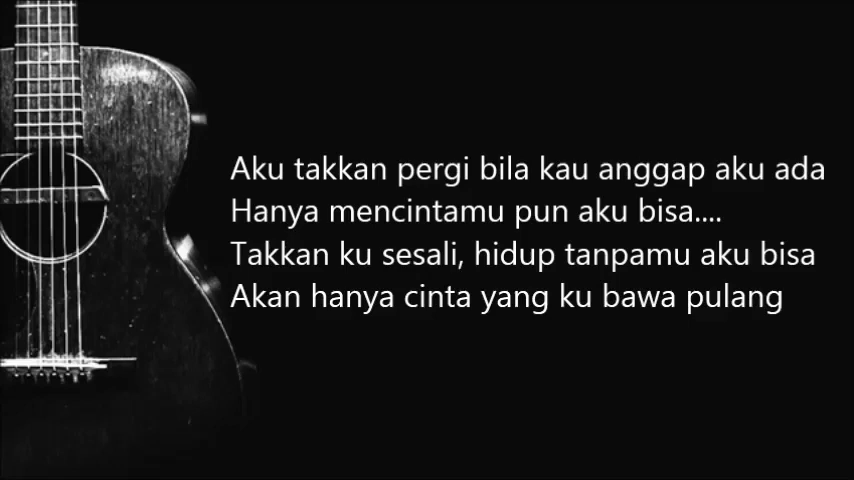 Aku takkan pergi bila kau anggap aku ada
Hanya mencintamu pun aku bisa....
Takkan ku sesali, hidup tanpamu aku bisa
Akan hanya cinta yang ku bawa pulang